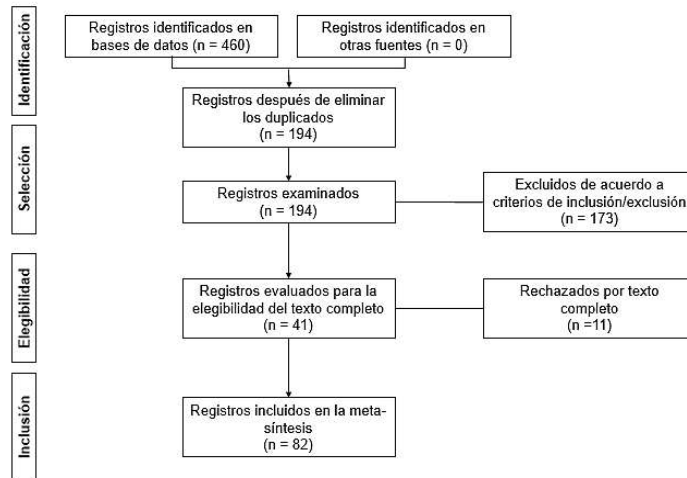 Identificación
Registros identificados en
bases de datos (n = 460)
Registros identificados en
otras fuentes (n = 0)
Registros después de eliminar
los duplicados
(n = 194)
Selección
Registros examinados
(n = 194)
Excluidos de acuerdo a
criterios de inclusión/exclusión
(n = 173)
Elegibilidad
Registros evaluados para la
elegibilidad del texto completo
(n = 41)
Rechazados por texto
completo
(n =11)
Inclusión
Registros incluidos en la meta-
síntesis
(n = 82)